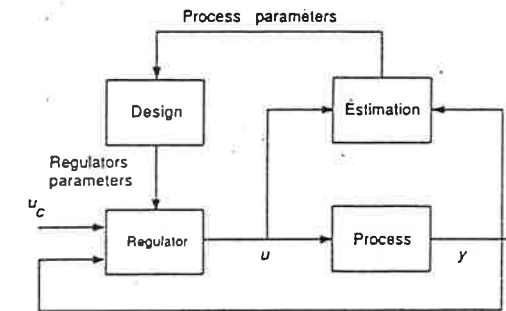 Process parameters
Design
Estimation
Regulators
parameters
u_c
Regulator
u
Process
y